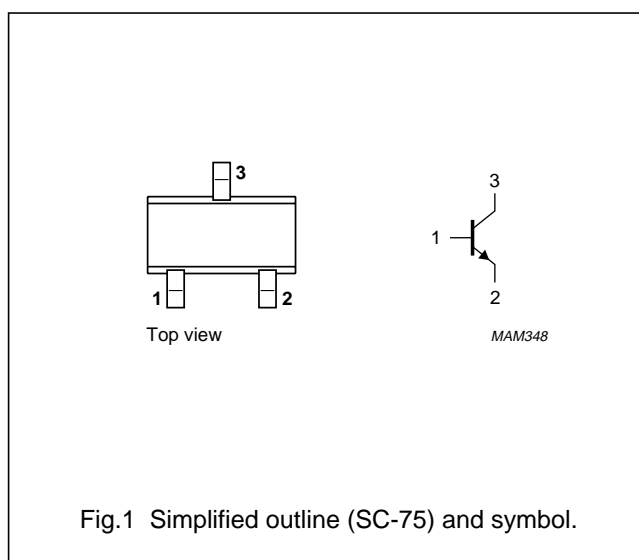 3
1
2
Top view
3
1
2
MAM348
Fig.1 Simplified outline (SC-75) and symbol.